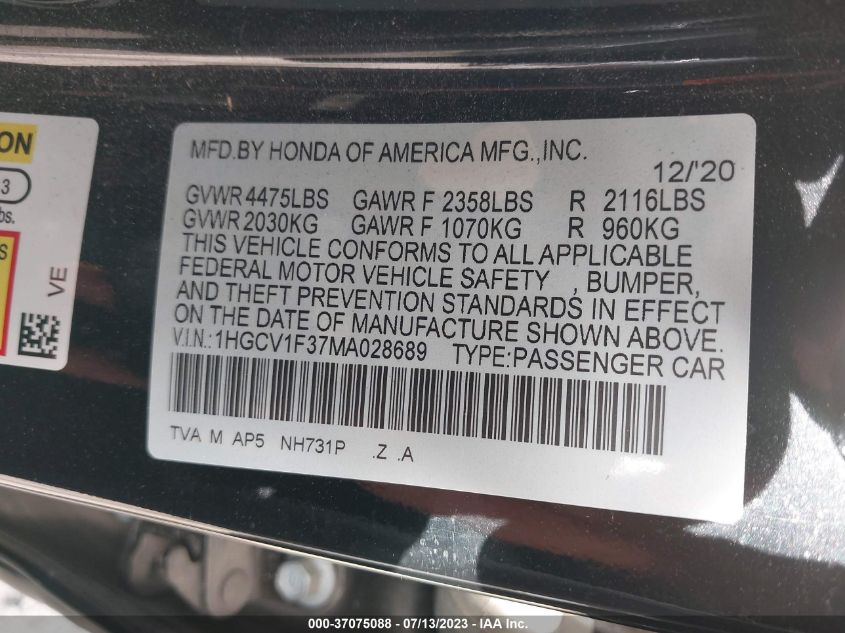 ON
3
bs.
S
VE
MFD.BY HONDA OF AMERICA MFG.,INC.
12/'20
GVWR 4475LBS GAWR F 2358LBS R 2116LBS
GVWR 2030KG GAWR F 1070KG R 960KG
THIS VEHICLE CONFORMS TO ALL APPLICABLE
FEDERAL MOTOR VEHICLE SAFETY , BUMPER,
AND THEFT PREVENTION STANDARDS IN EFFECT
ON THE DATE OF MANUFACTURE SHOWN ABOVE.
V.I.N.:1HGCV1F37MA028689 TYPE:PASSENGER CAR
TVA M AP5 NH731P .Z .A
000-37075088 - 07/13/2023 - IAA Inc.